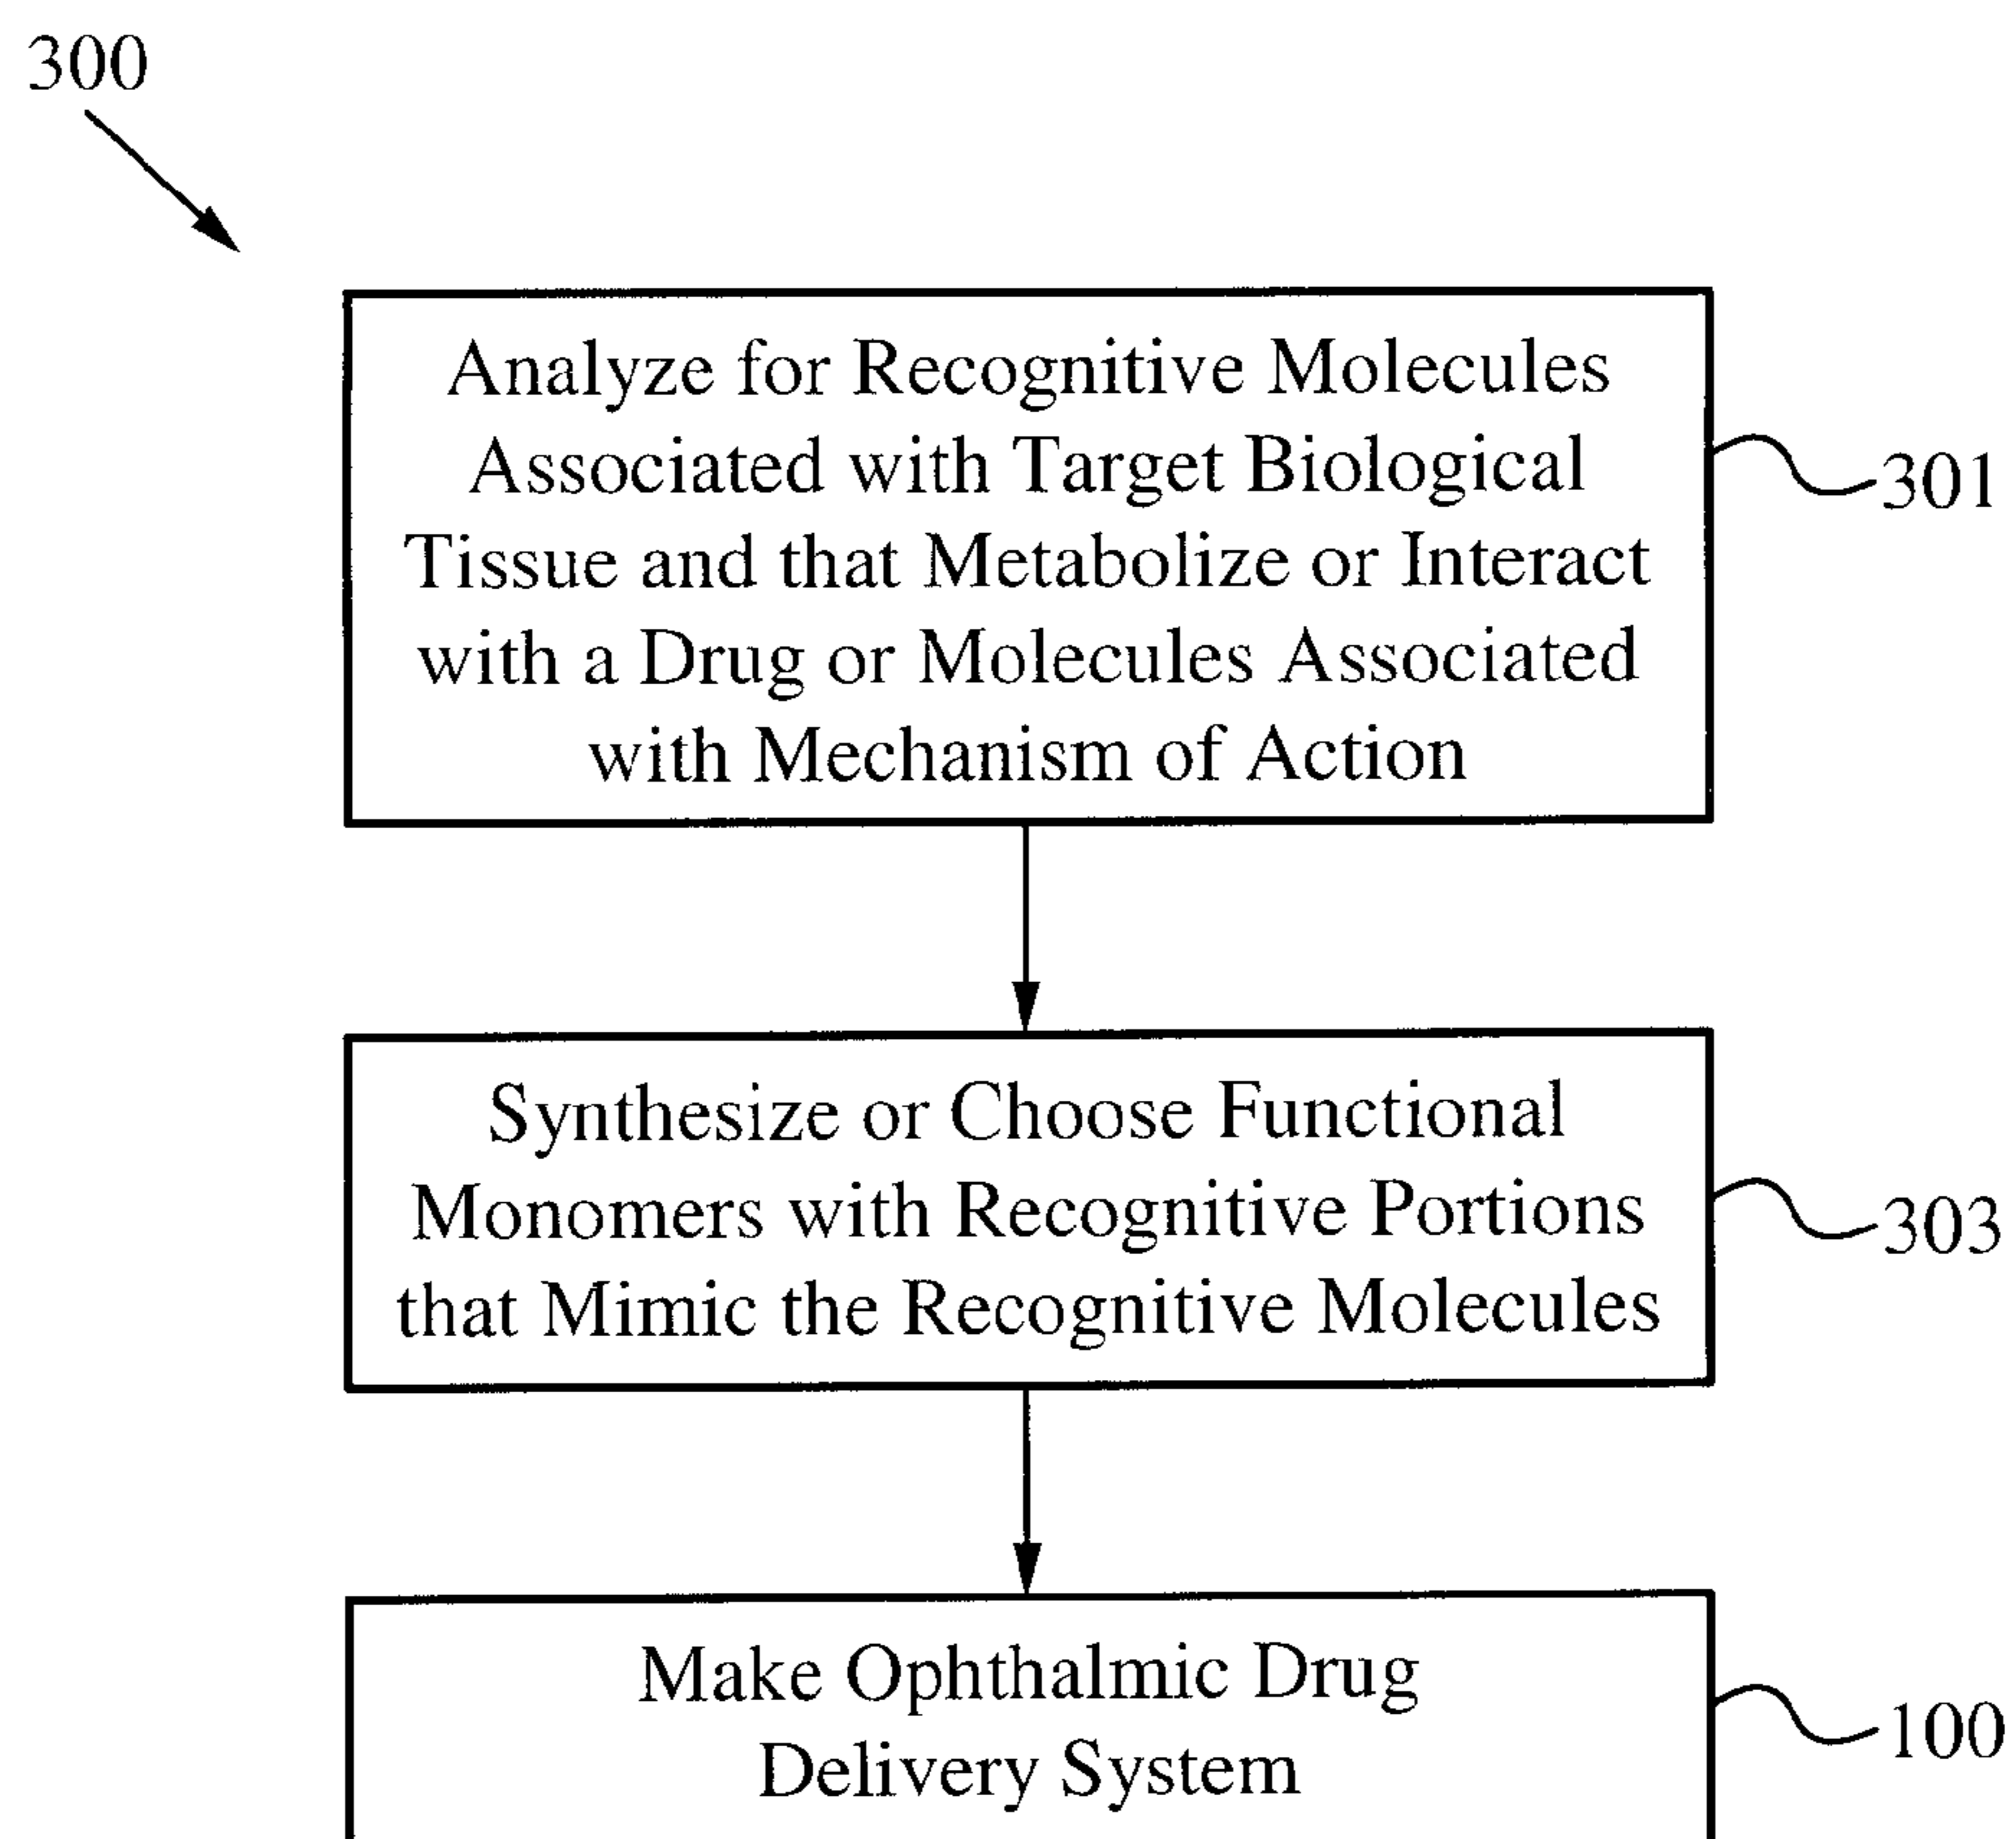 300
Analyze for Recognitive Molecules
Associated with Target Biological
Tissue and that Metabolize or Interact
with a Drug or Molecules Associated
with Mechanism of Action
301
Synthesize or Choose Functional
Monomers with Recognitive Portions
that Mimic the Recognitive Molecules
303
Make Ophthalmic Drug
Delivery System
100